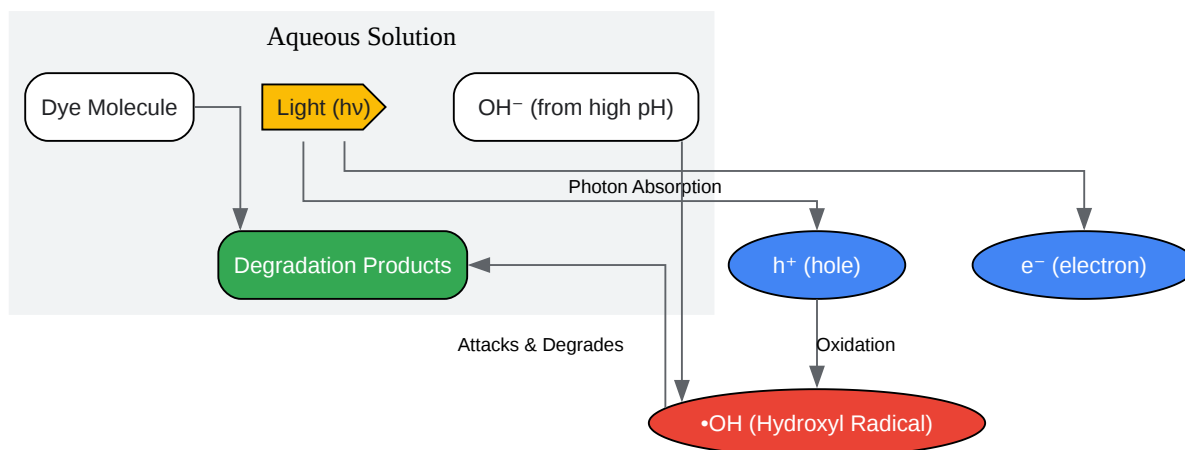 Aqueous Solution
Dye Molecule
Light (hν)
OH⁻ (from high pH)
Photon Absorption
Degradation Products
h⁺ (hole)
e⁻ (electron)
Attacks & Degrades
Oxidation
•OH (Hydroxyl Radical)